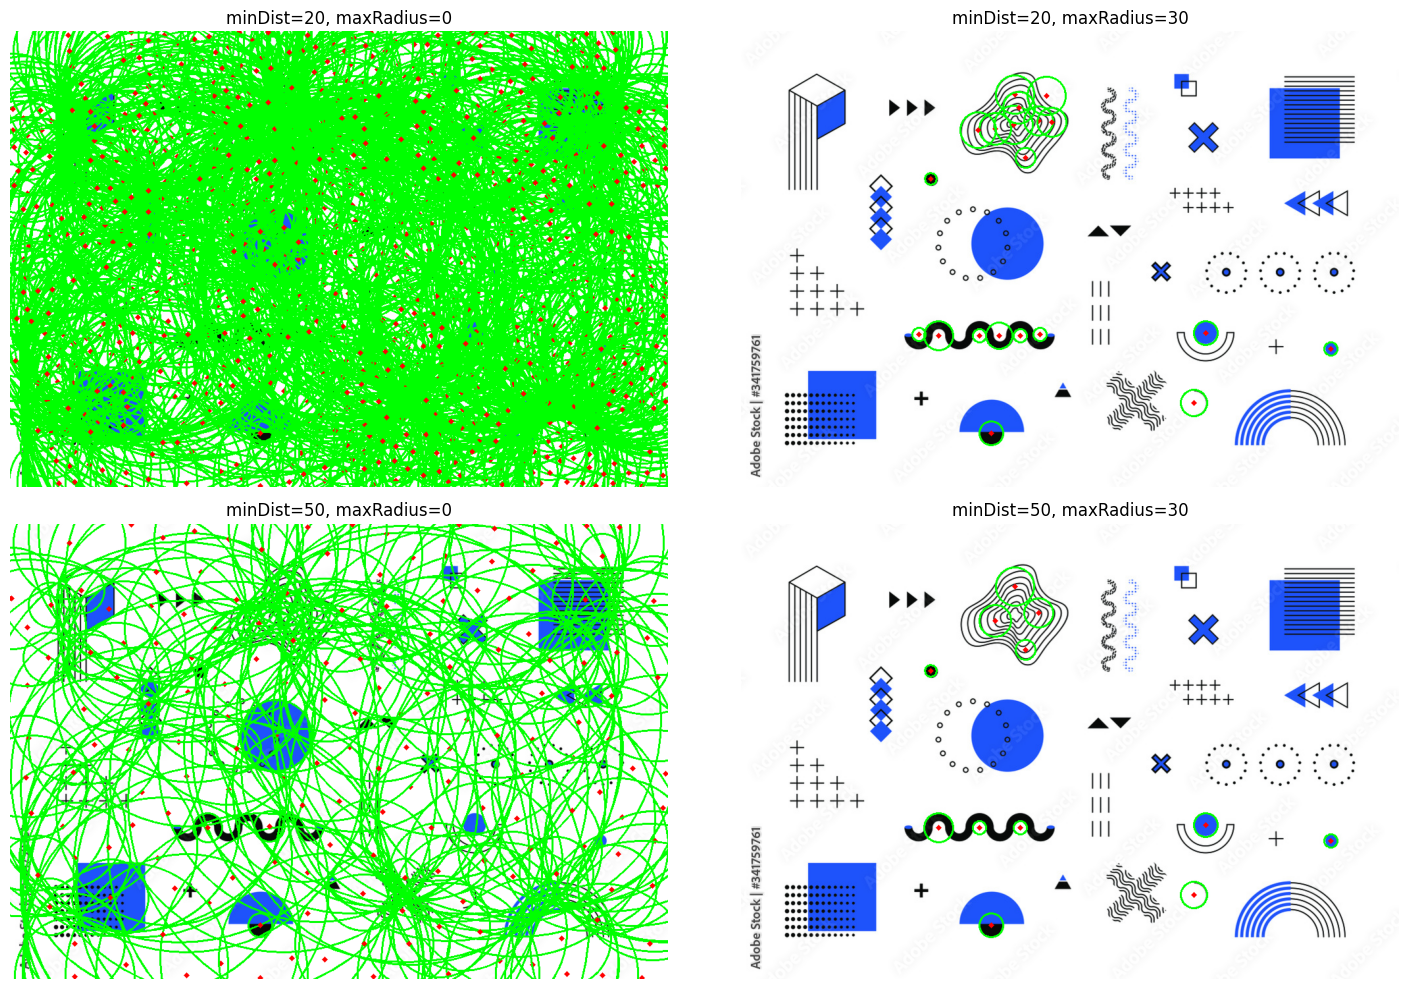 minDist=20, maxRadius=0
minDist=20, maxRadius=30
Adobe Stock | #341759761
minDist=50, maxRadius=0
minDist=50, maxRadius=30
Adobe Stock | #341759761